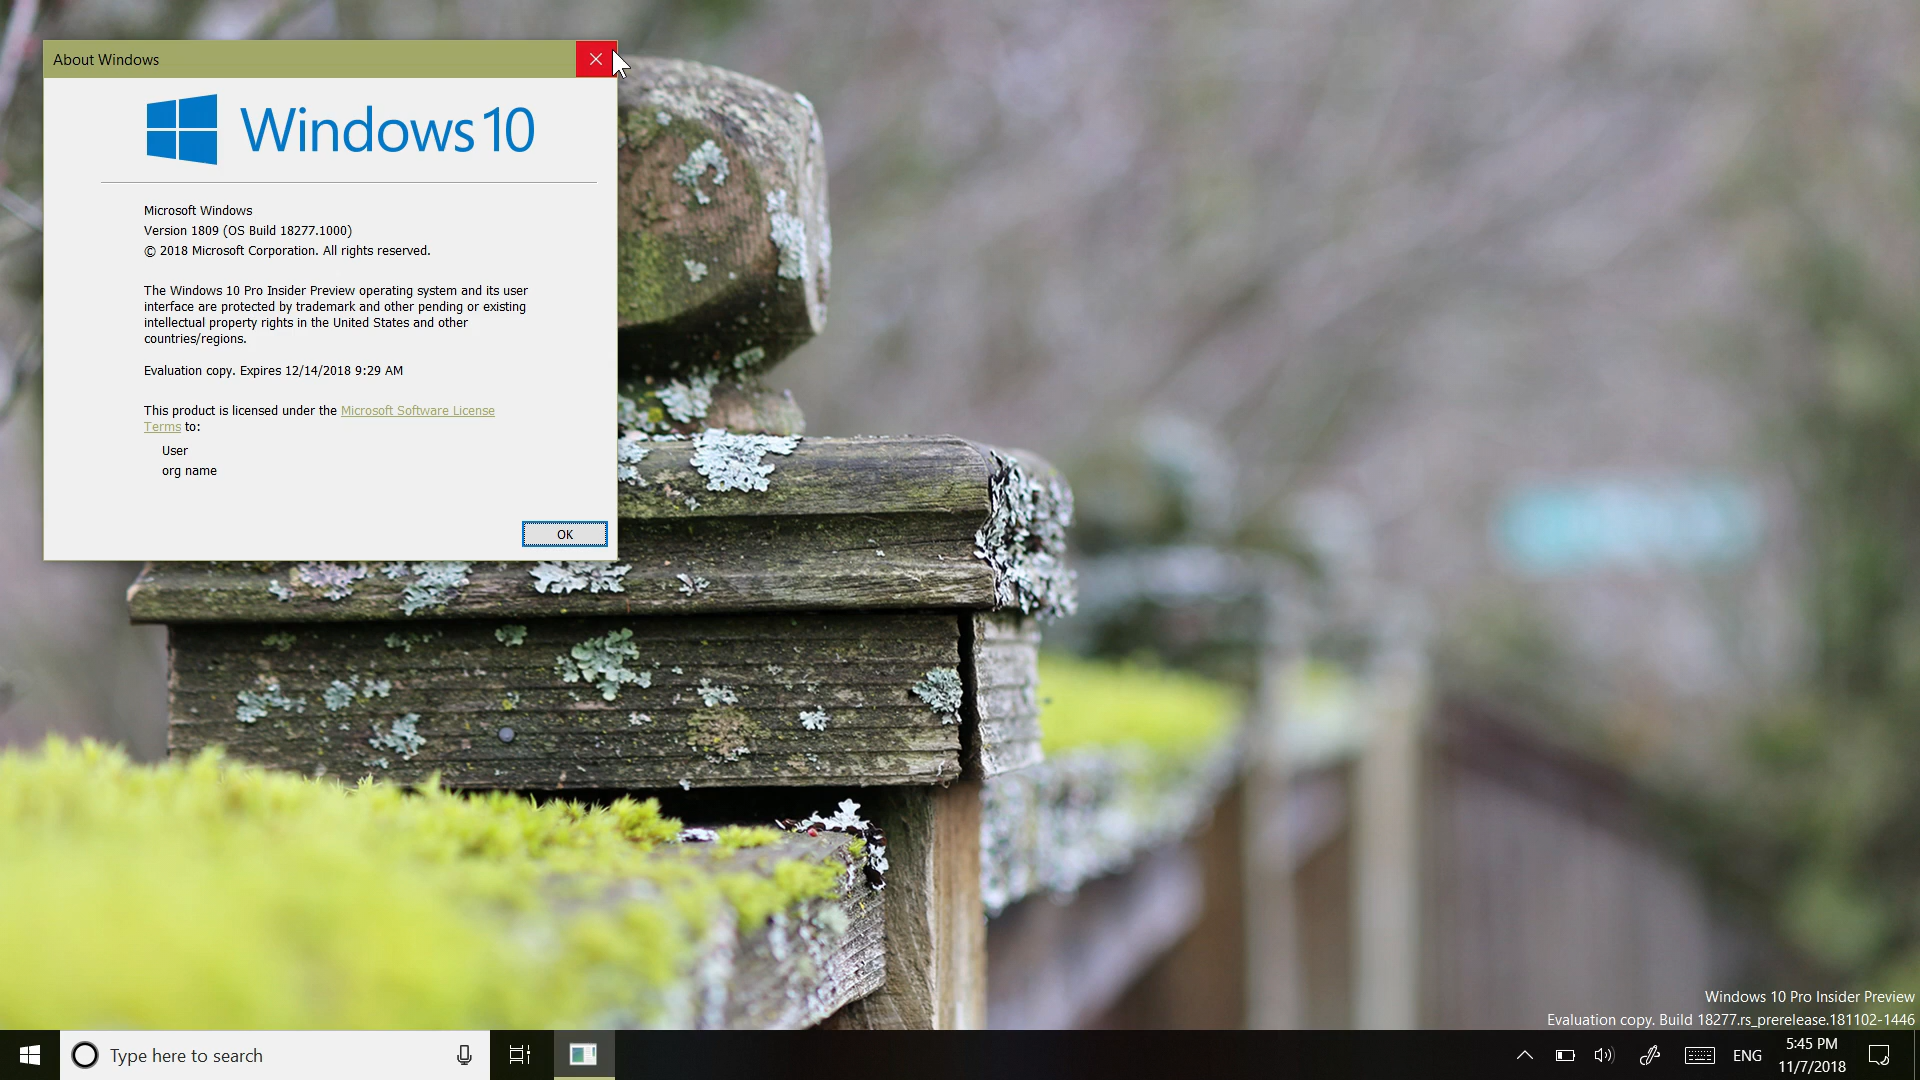 About Windows
Windows 10
Microsoft Windows
Version 1809 (OS Build 18277.1000)
© 2018 Microsoft Corporation. All rights reserved.
The Windows 10 Pro Insider Preview operating system and its user
interface are protected by trademark and other pending or existing
intellectual property rights in the United States and other
countries/regions.
Evaluation copy. Expires 12/14/2018 9:29 AM
This product is licensed under the Microsoft Software License
Terms to:
User
org name
OK
Windows 10 Pro Insider Preview
Evaluation copy. Build 18277.rs_prerelease.181102-1446
Type here to search
ENG
5:45 PM
11/7/2018